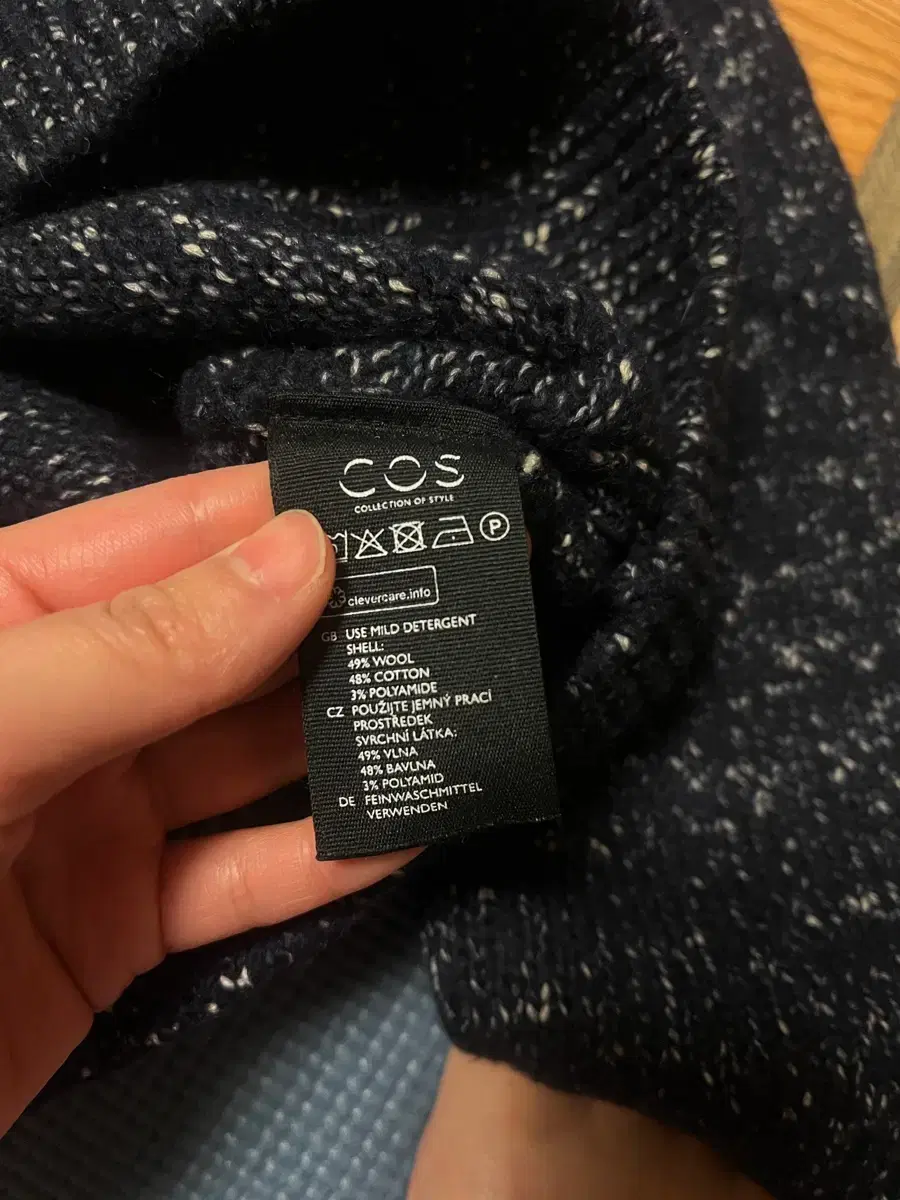 COS
COLLECTION OF STYLE
P
clevercare.info
GB USE MILD DETERGENT
SHELL:
49% WOOL
48% COTTON
3% POLYAMIDE
CZ POUŽIJTE JEMNÝ PRACÍ
PROSTŘEDEK
SVRCHNÍ LÁTKA:
49% VLNA
48% BAVLNA
3% POLYAMID
DE FEINWASCHMITTEL
VERWENDEN